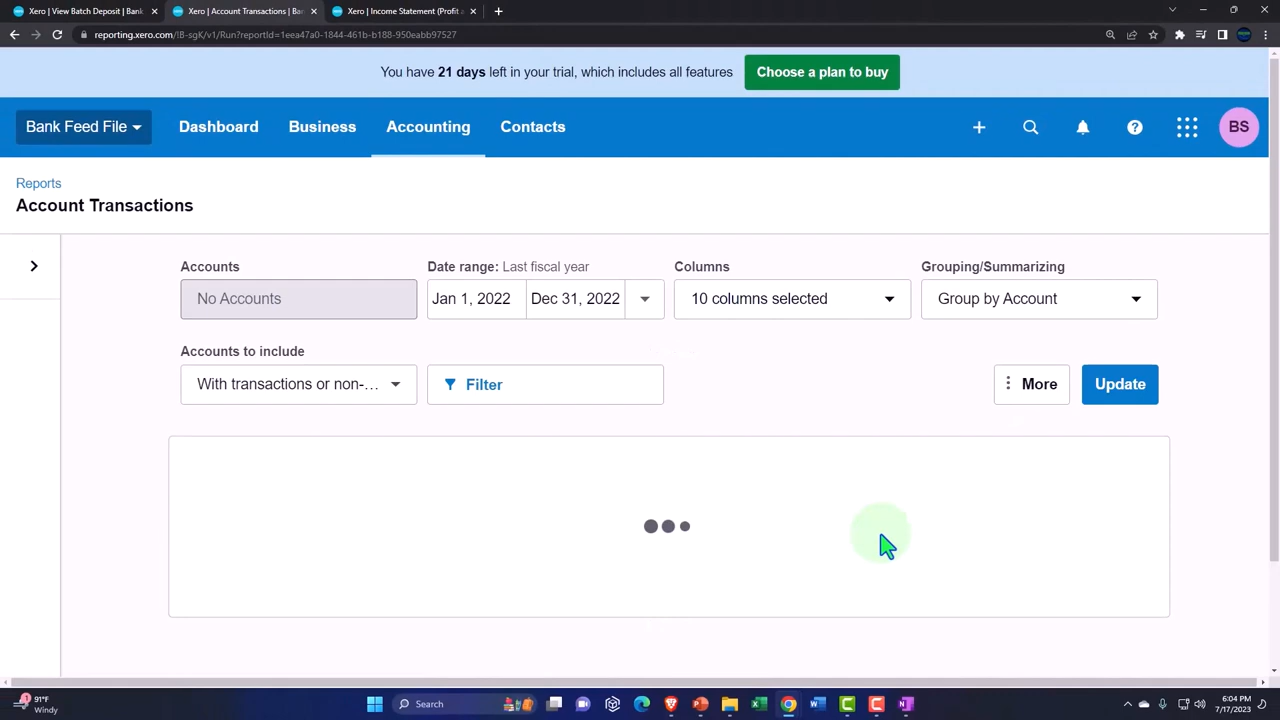 Xero | View Batch Deposit | Bank
Xero | Account Transactions | Ban
Xero | Income Statement (Profit a
reporting.xero.com/!B-sgK/v1/Run?reportId=1eea47a0-1844-461b-b188-950eabb97527
You have 21 days left in your trial, which includes all features
Choose a plan to buy
Bank Feed File
Dashboard
Business
Accounting
Contacts
BS
Reports
Account Transactions
Accounts
Date range: Last fiscal year
Columns
Grouping/Summarizing
No Accounts
Jan 1, 2022
Dec 31, 2022
10 columns selected
Group by Account
Accounts to include
With transactions or non-...
Filter
More
Update
1
91°F
Windy
Search
6:04 PM
7/17/2023